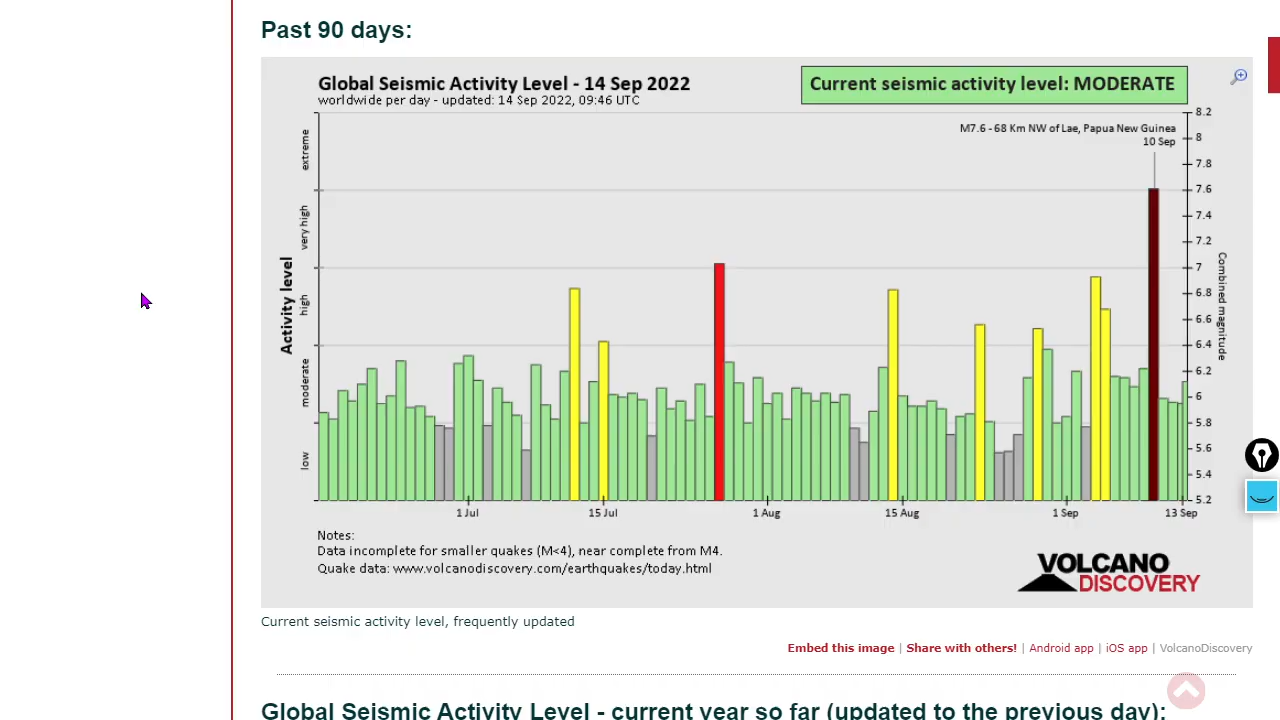 Past 90 days:
Global Seismic Activity Level - 14 Sep 2022
worldwide per day - updated: 14 Sep 2022, 09:46 UTC
Current seismic activity level: MODERATE
M7.6 - 68 Km NW of Lae, Papua New Guinea
10 Sep
Activity level
extreme
very high
high
moderate
low
8.2
8
7.8
7.6
7.4
7.2
7
6.8
6.6
6.4
6.2
6
5.8
5.6
5.4
5.2
Combined magnitude
1 Jul
15 Jul
1 Aug
15 Aug
1 Sep
13 Sep
Notes:
Data incomplete for smaller quakes (M<4), near complete from M4.
Quake data: www.volcanodiscovery.com/earthquakes/today.html
VOLCANO
DISCOVERY
Current seismic activity level, frequently updated
Embed this image | Share with others! | Android app | iOS app | VolcanoDiscovery
Global Seismic Activity Level - current year so far (updated to the previous day):